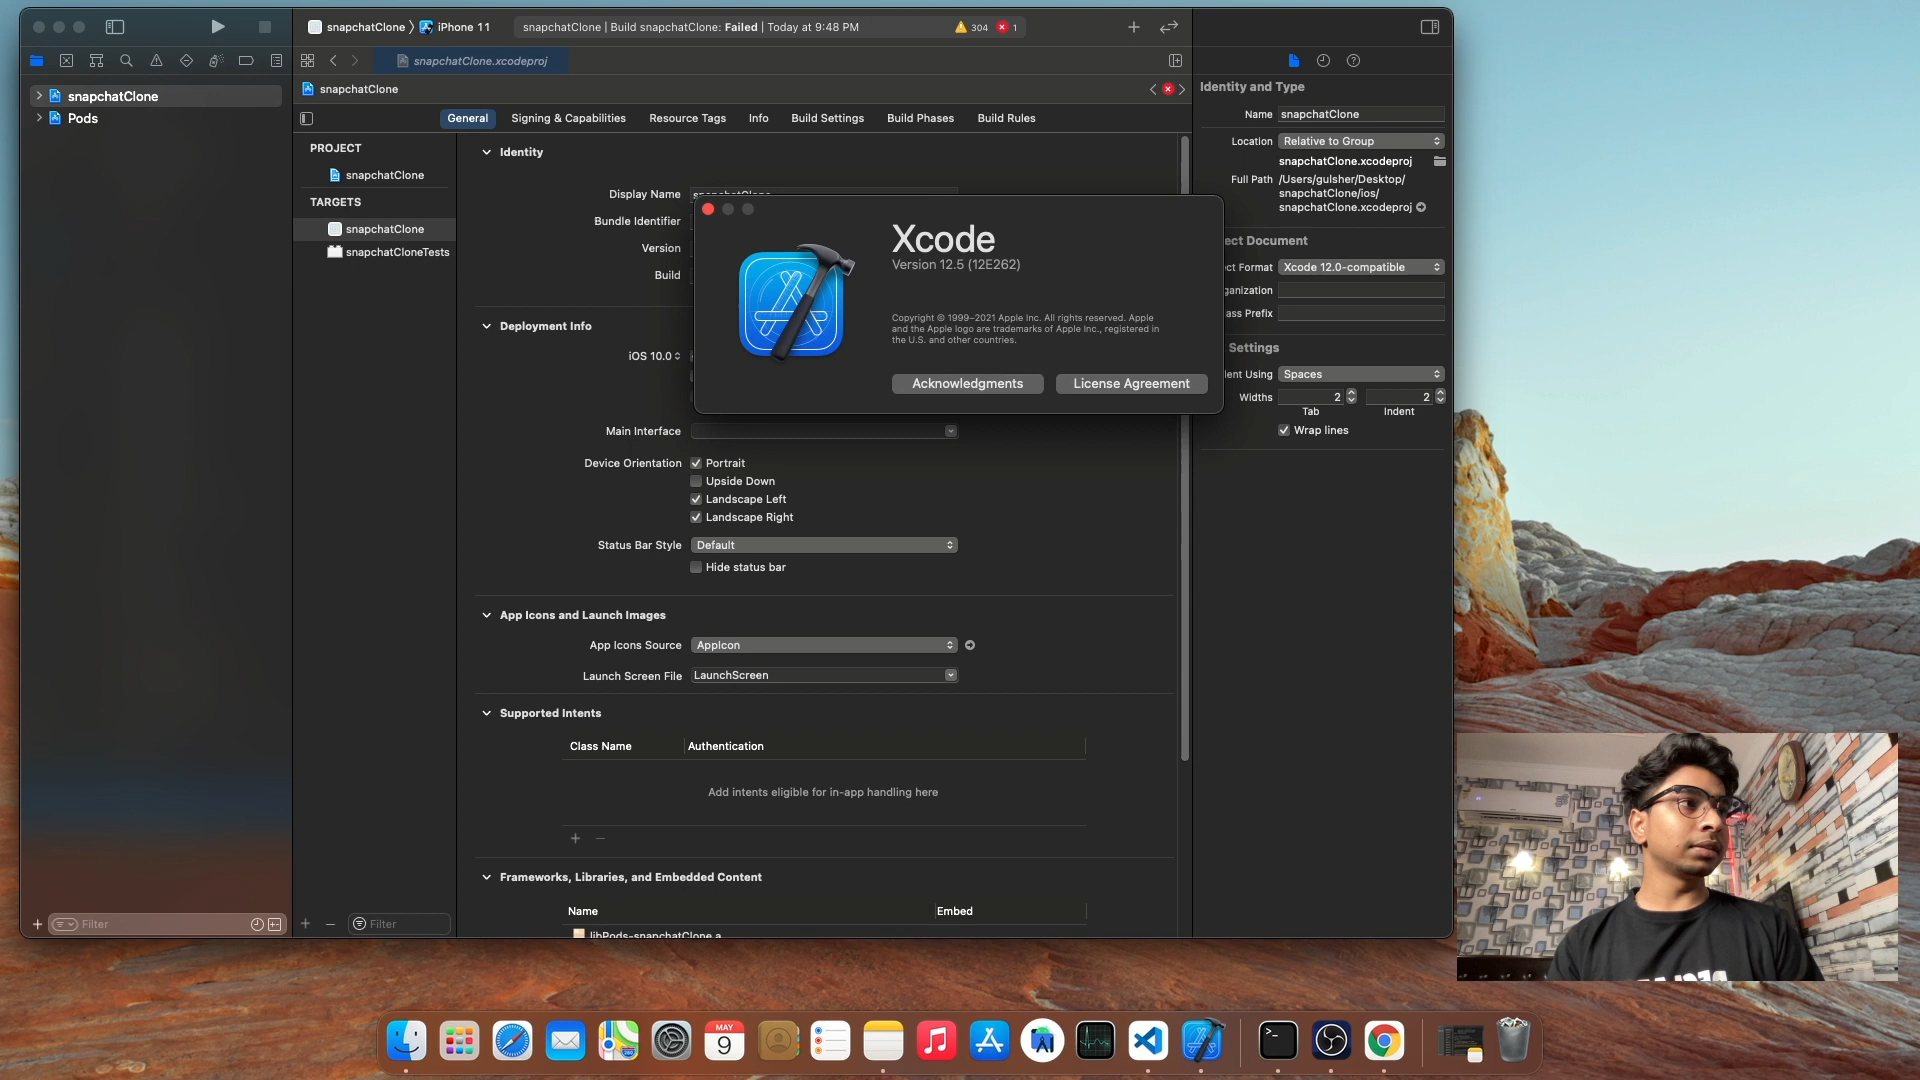 snapchatClone
iPhone 11
snapchatClone | Build snapchatClone: Failed | Today at 9:48 PM
304
1
snapchatClone.xcodeproj
snapchatClone
Pods
snapchatClone
General
Signing & Capabilities
Resource Tags
Info
Build Settings
Build Phases
Build Rules
PROJECT
snapchatClone
TARGETS
snapchatClone
snapchatCloneTests
Identity
Display Name
snapchatClone
Bundle Identifier
Version
Build
Deployment Info
iOS 10.0
Main Interface
Device Orientation
Portrait
Upside Down
Landscape Left
Landscape Right
Status Bar Style
Default
Hide status bar
App Icons and Launch Images
App Icons Source
AppIcon
Launch Screen File
LaunchScreen
Supported Intents
Class Name
Authentication
Add intents eligible for in-app handling here
Frameworks, Libraries, and Embedded Content
Name
Embed
libPods-snapchatClone.a
Filter
Filter
Xcode
Version 12.5 (12E262)
Copyright © 1999–2021 Apple Inc. All rights reserved. Apple
and the Apple logo are trademarks of Apple Inc., registered in
the U.S. and other countries.
Acknowledgments
License Agreement
Identity and Type
Name
snapchatClone
Location
Relative to Group
snapchatClone.xcodeproj
Full Path
/Users/gulsher/Desktop/
snapchatClone/ios/
snapchatClone.xcodeproj
ect Document
ct Format
Xcode 12.0-compatible
ganization
ass Prefix
Settings
ent Using
Spaces
Widths
2
2
Tab
Indent
Wrap lines
MAY
9